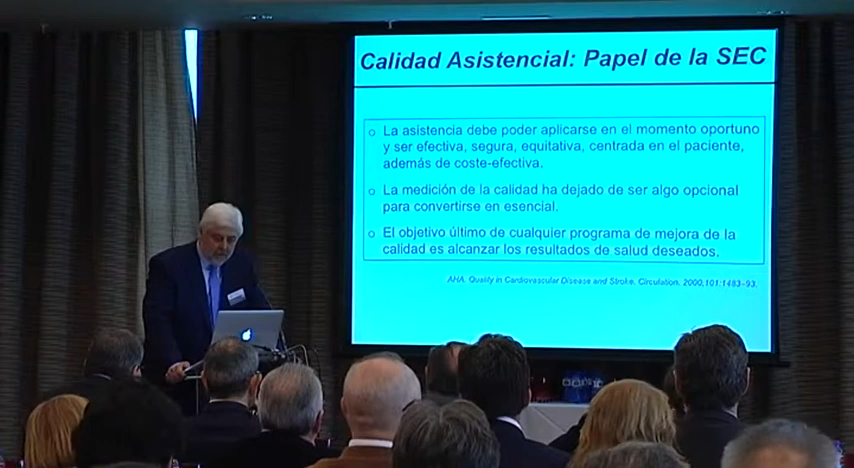 Calidad Asistencial: Papel de la SEC
o La asistencia debe poder aplicarse en el momento oportuno
y ser efectiva, segura, equitativa, centrada en el paciente,
además de coste-efectiva.
o La medición de la calidad ha dejado de ser algo opcional
para convertirse en esencial.
o El objetivo último de cualquier programa de mejora de la
calidad es alcanzar los resultados de salud deseados.
AHA. Quality in Cardiovascular Disease and Stroke. Circulation. 2000;101:1483-93.